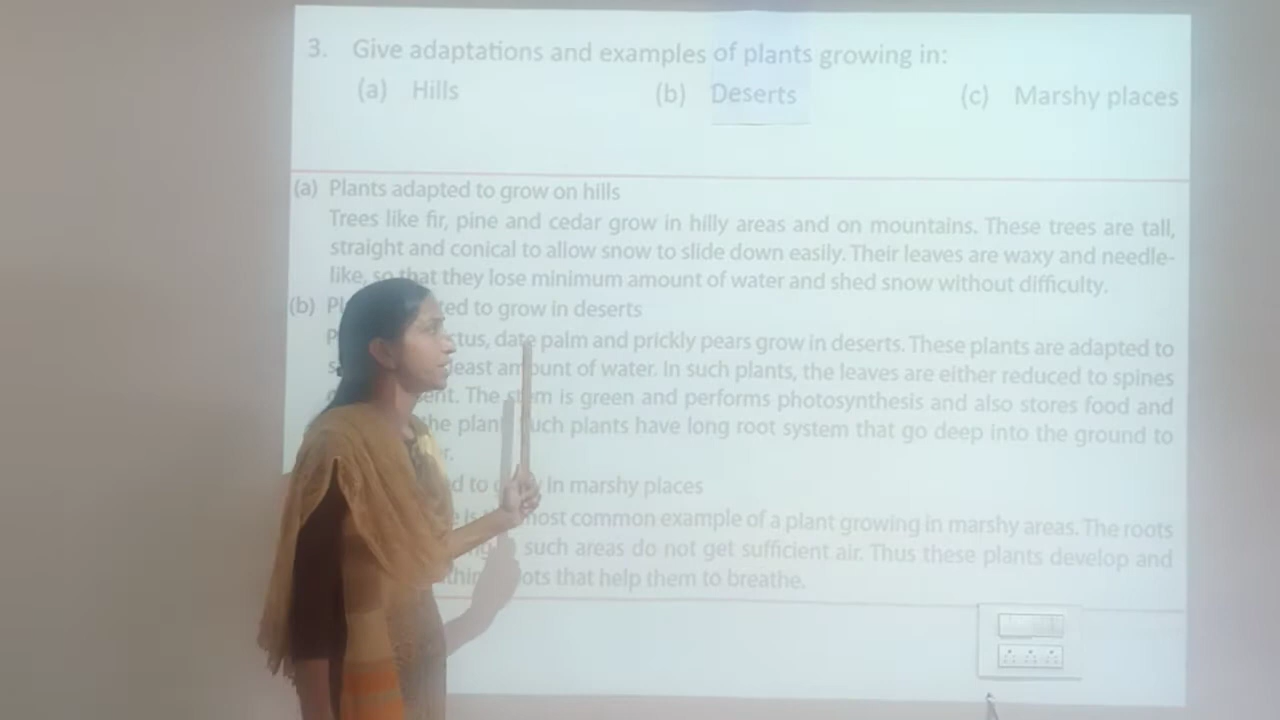 3. Give adaptations and examples of plants growing in:
(a) Hills (b) Deserts (c) Marshy places
(a) Plants adapted to grow on hills
Trees like fir, pine and cedar grow in hilly areas and on mountains. These trees are tall,
straight and conical to allow snow to slide down easily. Their leaves are waxy and needle-
like, so that they lose minimum amount of water and shed snow without difficulty.
(b) to grow in deserts
date palm and prickly pears grow in deserts. These plants are adapted to
least amount of water. In such plants, the leaves are either reduced to spines
The stem is green and performs photosynthesis and also stores food and
the plant. Such plants have long root system that go deep into the ground to
to grow in marshy places
most common example of a plant growing in marshy areas. The roots
such areas do not get sufficient air. Thus these plants develop and
that help them to breathe.